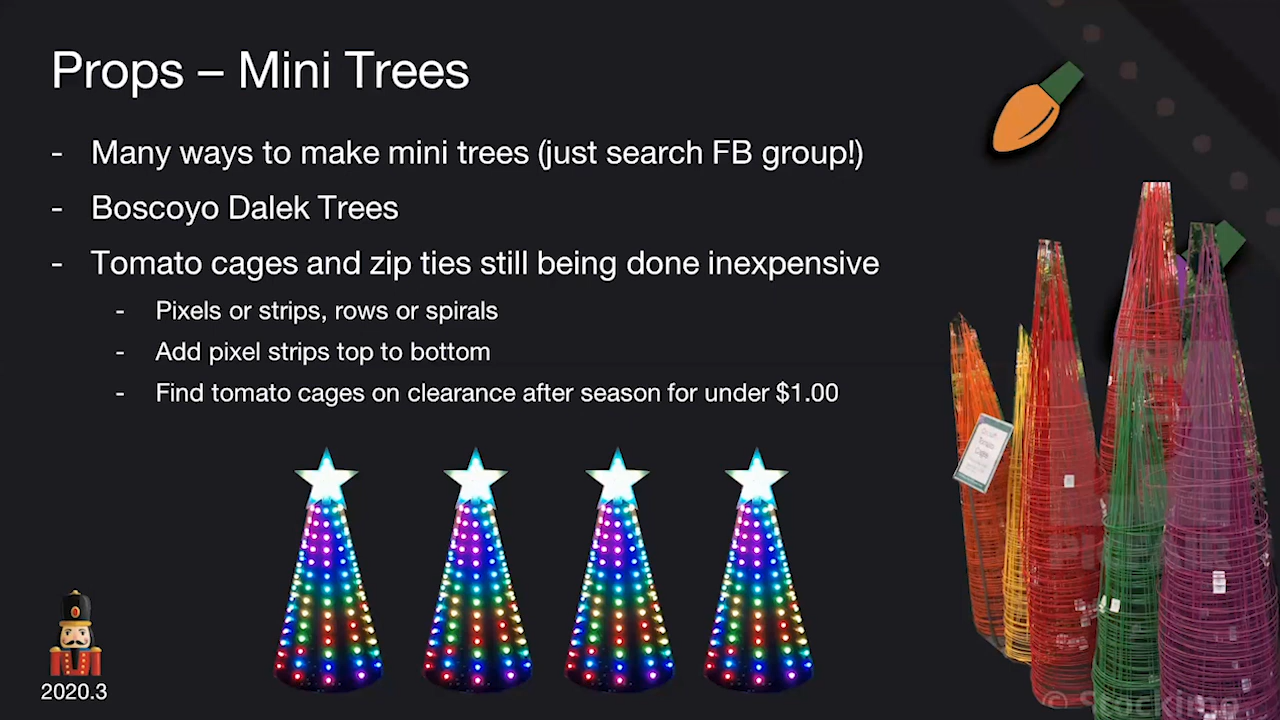 Props – Mini Trees
- Many ways to make mini trees (just search FB group!)
- Boscoyo Dalek Trees
- Tomato cages and zip ties still being done inexpensive
- Pixels or strips, rows or spirals
- Add pixel strips top to bottom
- Find tomato cages on clearance after season for under $1.00
Tomato
Cages
2020.3